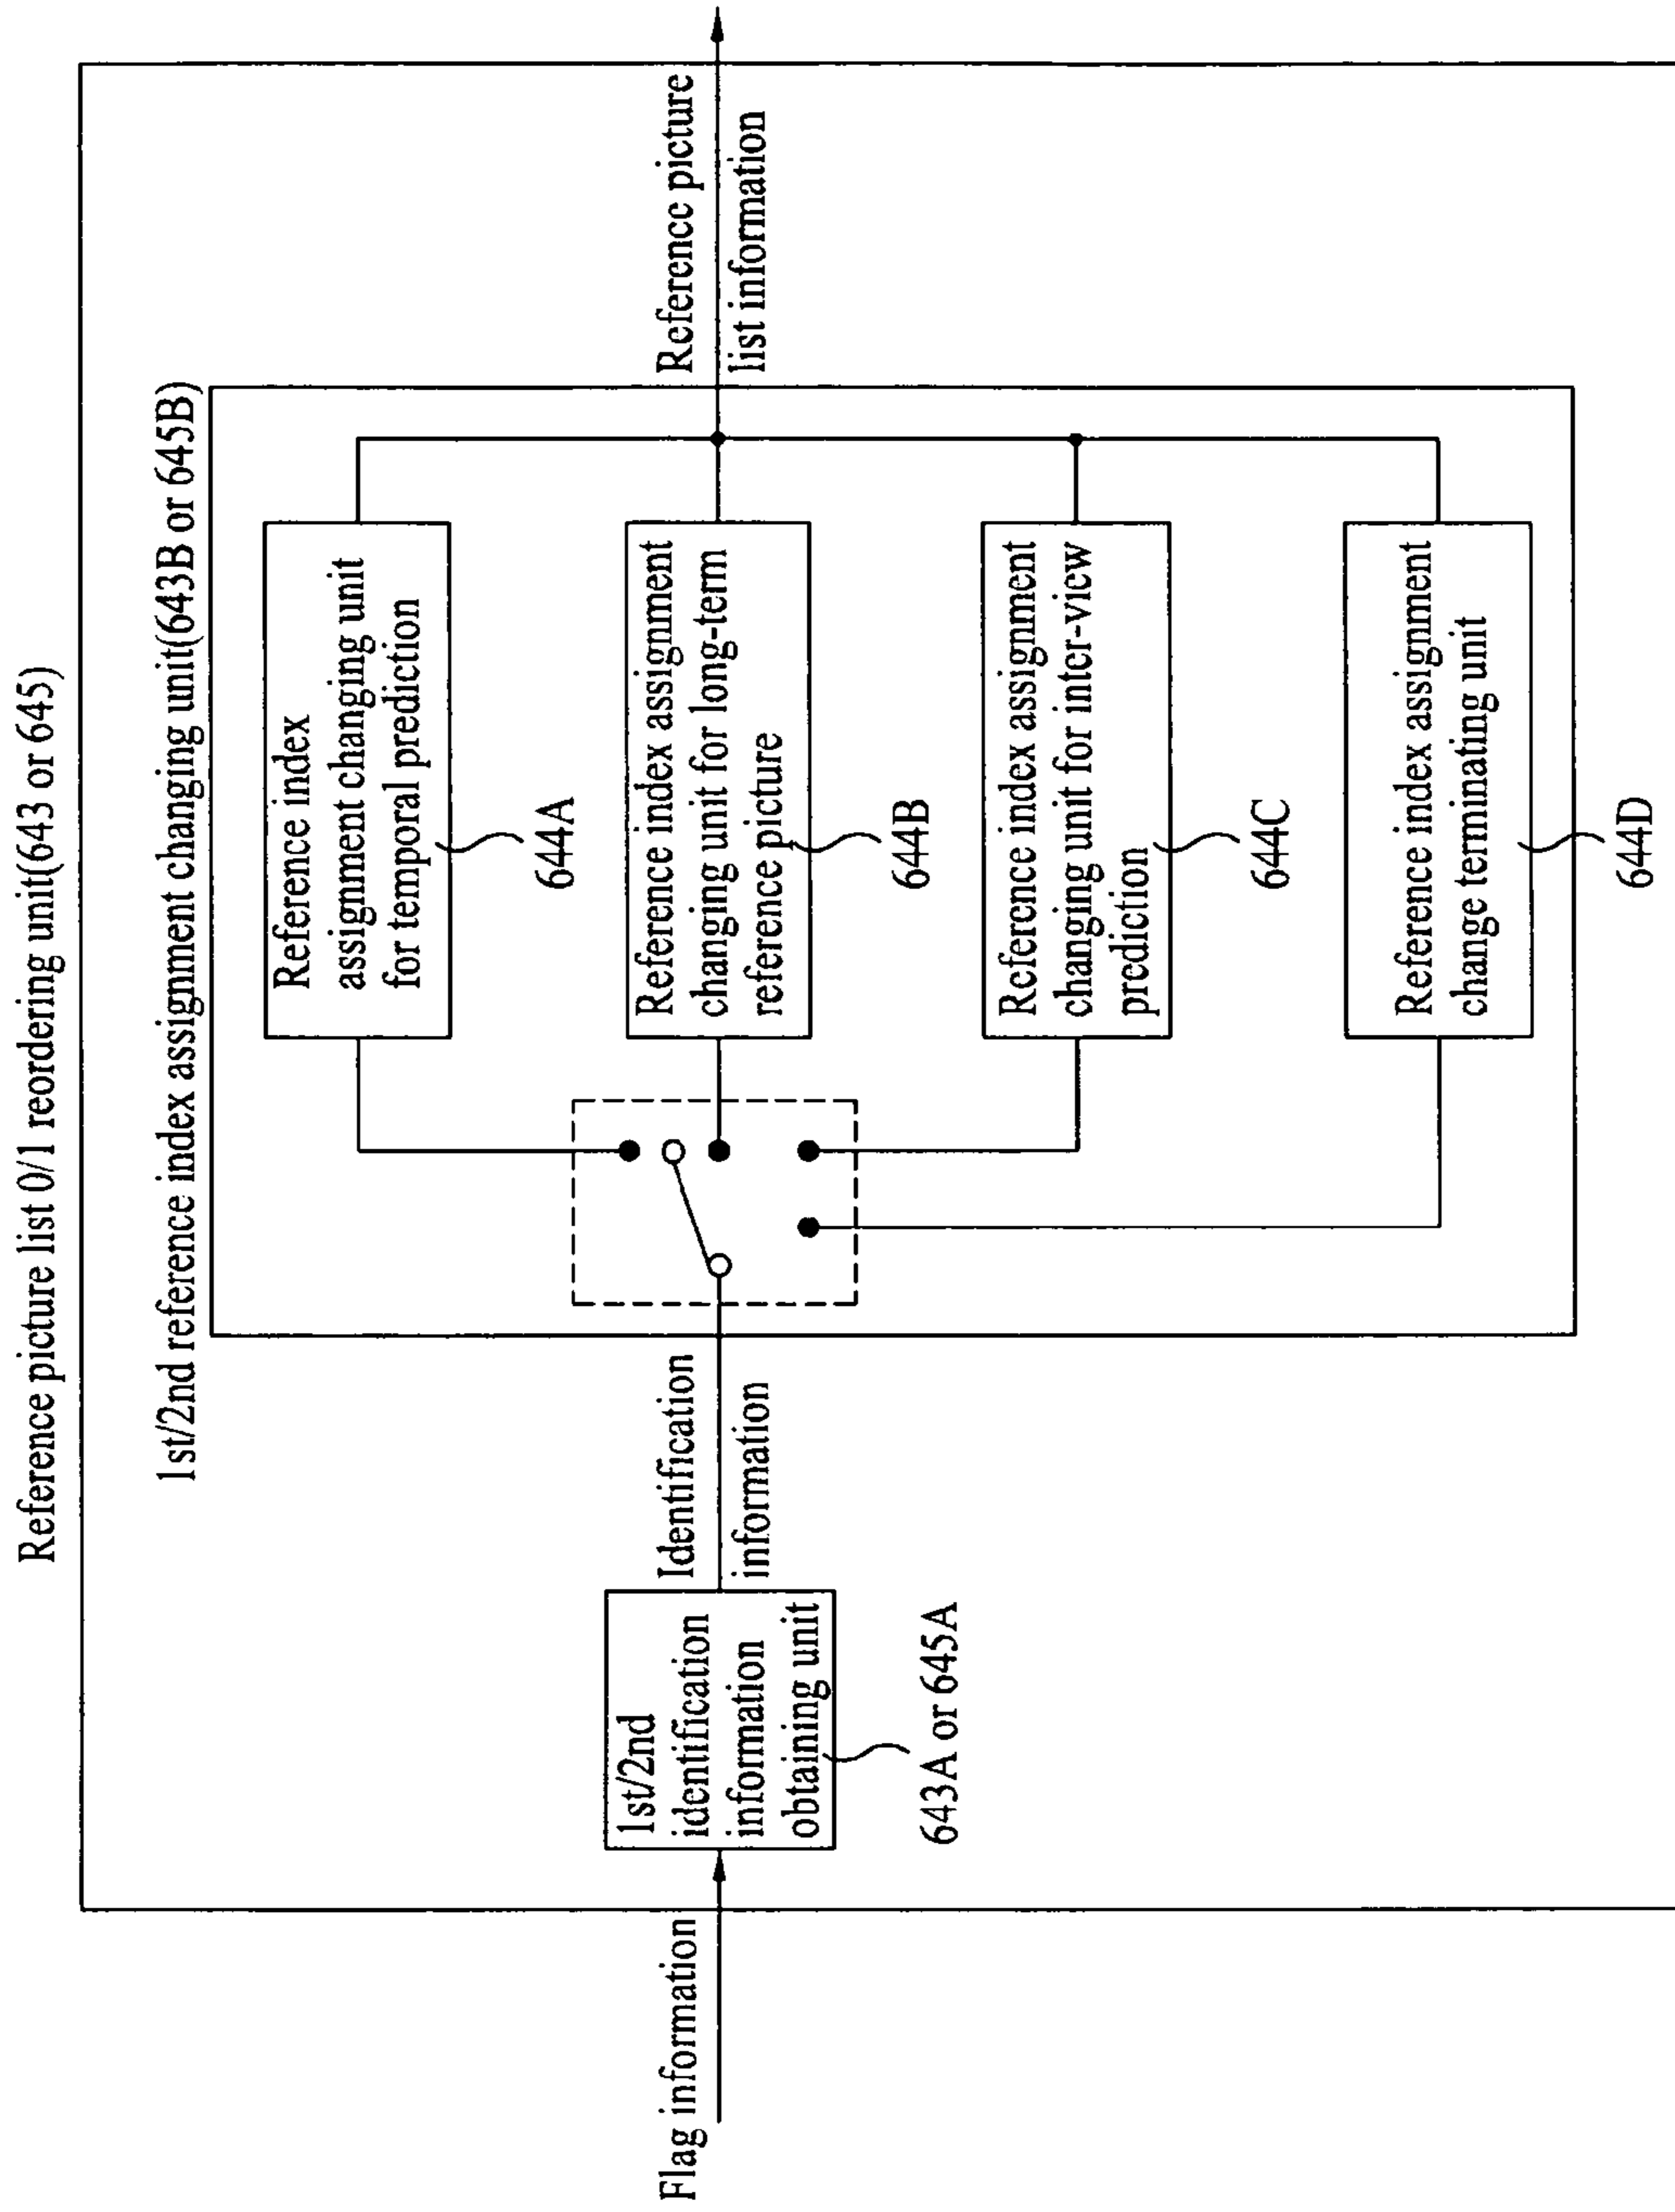 Reference picture list 0/1 reordering unit(643 or 645)
1st/2nd reference index assignment changing unit(643B or 645B)
Flag information
1st/2nd
identification
information
obtaining unit
643A or 645A
Identification
information
Reference index
assignment changing unit
for temporal prediction
644A
Reference index assignment
changing unit for long-term
reference picture
644B
Reference index assignment
changing unit for inter-view
prediction
644C
Reference index assignment
change terminating unit
644D
Reference picture
list information